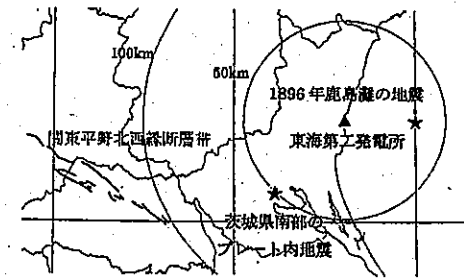 100km
50km
1896年鹿島灘の地震
関東平野北西縁断層帯
東海第二発電所
茨城県南部の
プレート内地震